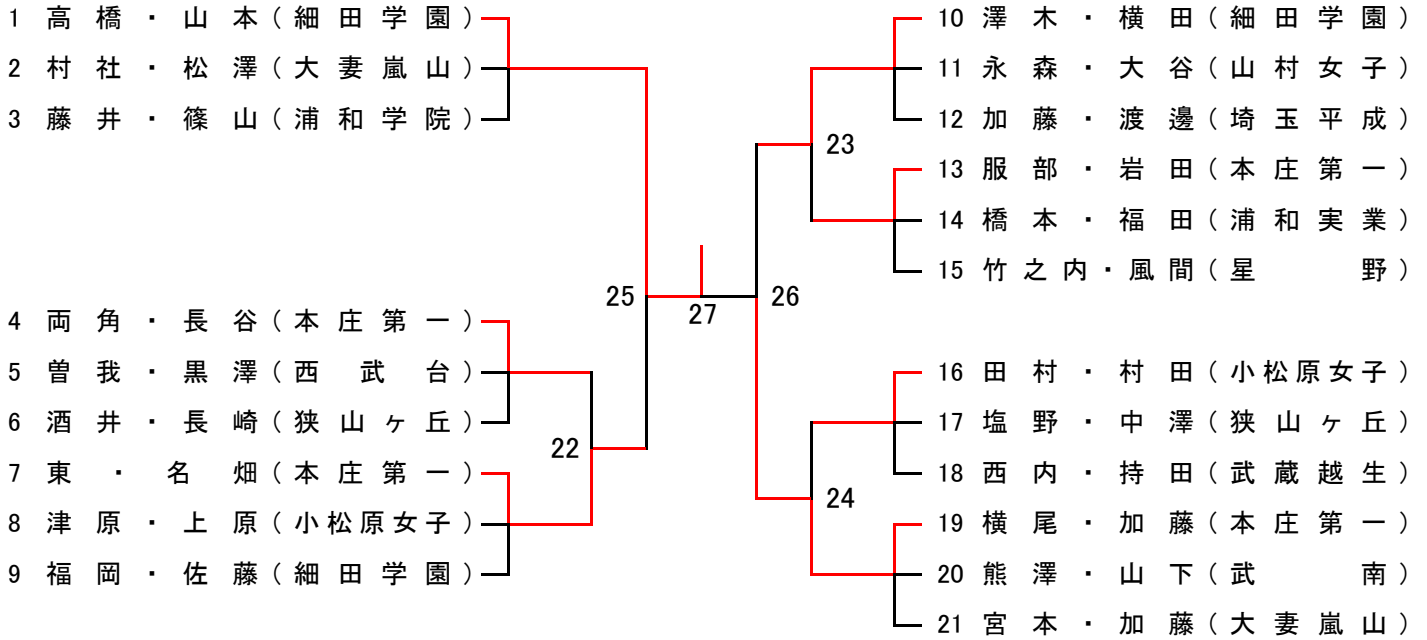 1 高橋・山本(細田学園)
2 村社・松澤(大妻嵐山)
3 藤井・篠山(浦和学院)
4 両角・長谷(本庄第一)
5 曽我・黒澤(西武台)
6 酒井・長崎(狭山ヶ丘)
7 東・名畑(本庄第一)
8 津原・上原(小松原女子)
9 福岡・佐藤(細田学園)
22
25
27
26
23
24
10 澤木・横田(細田学園)
11 永森・大谷(山村女子)
12 加藤・渡邊(埼玉平成)
13 服部・岩田(本庄第一)
14 橋本・福田(浦和実業)
15 竹之内・風間(星野)
16 田村・村田(小松原女子)
17 塩野・中澤(狭山ヶ丘)
18 西内・持田(武蔵越生)
19 横尾・加藤(本庄第一)
20 熊澤・山下(武南)
21 宮本・加藤(大妻嵐山)